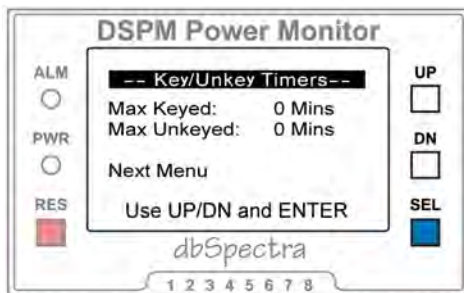 DSPM Power Monitor
ALM
PWR
RES
-- Key/Unkey Timers--
Max Keyed: 0 Mins
Max Unkeyed: 0 Mins
Next Menu
Use UP/DN and ENTER
UP
DN
SEL
dbSpectra
1 2 3 4 5 6 7 8